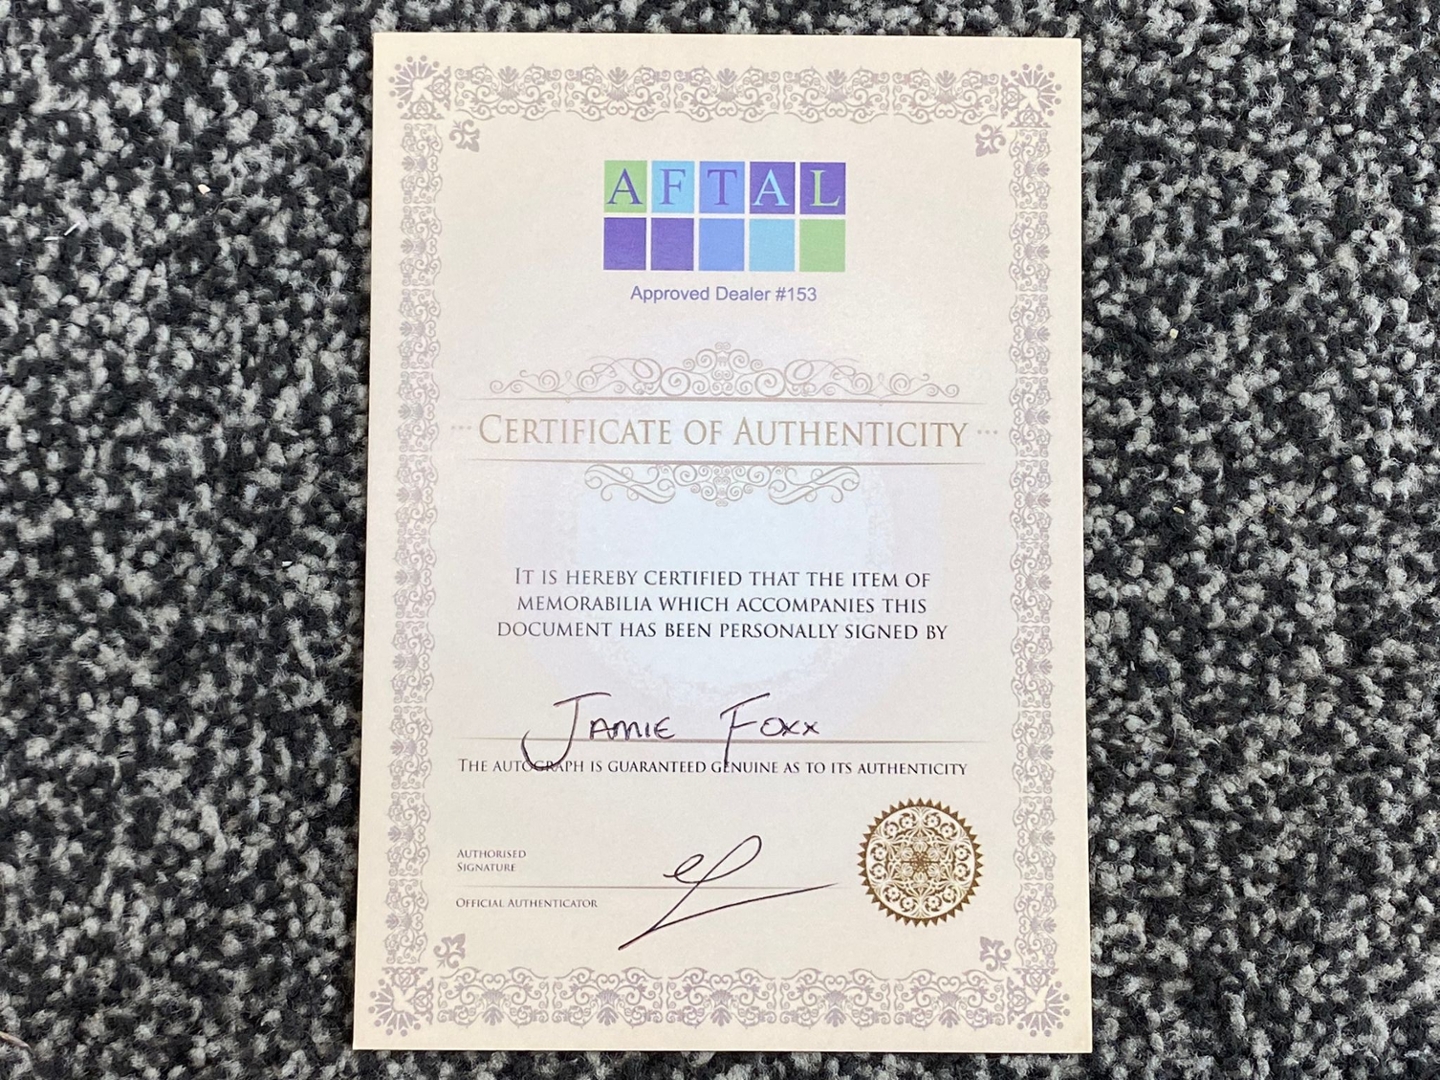 AFTAL
Approved Dealer #153
CERTIFICATE OF AUTHENTICITY
IT IS HEREBY CERTIFIED THAT THE ITEM OF
MEMORABILIA WHICH ACCOMPANIES THIS
DOCUMENT HAS BEEN PERSONALLY SIGNED BY
JAMIE FOXX
THE AUTOGRAPH IS GUARANTEED GENUINE AS TO ITS AUTHENTICITY
AUTHORISED
SIGNATURE
OFFICIAL AUTHENTICATOR